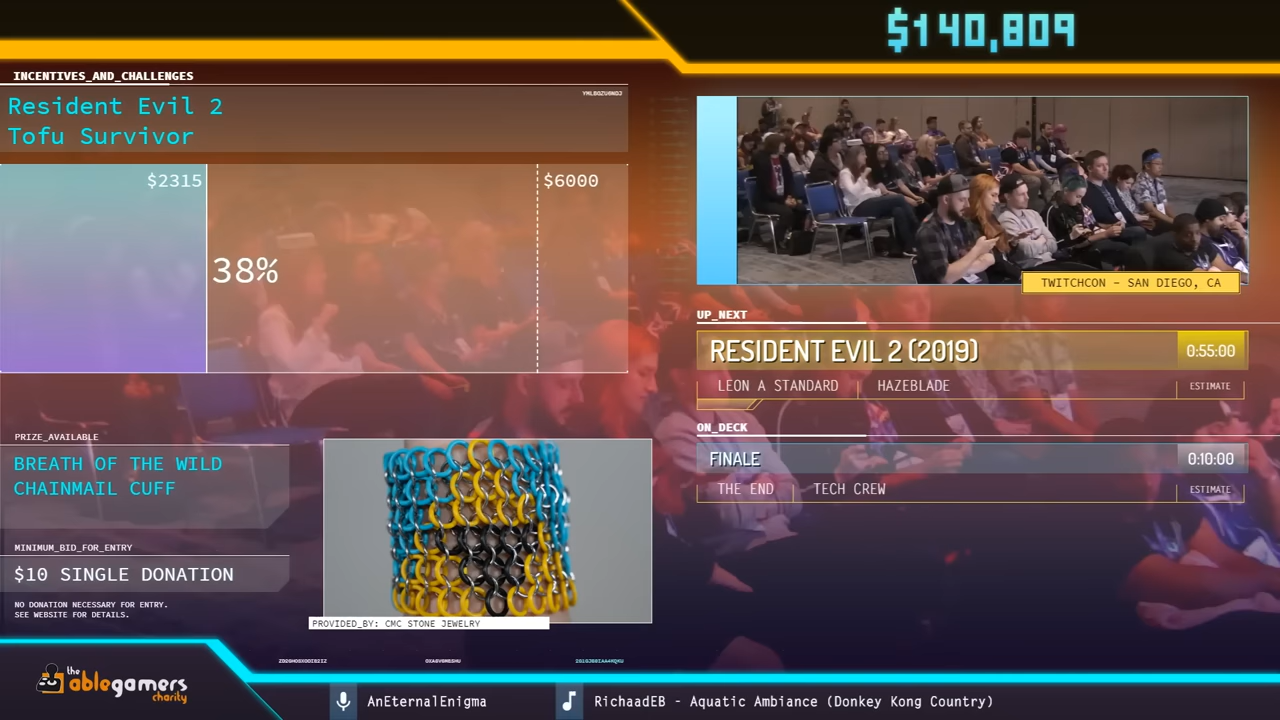 $140,809
INCENTIVES_AND_CHALLENGES
Resident Evil 2
Tofu Survivor
$2315
$6000
38%
TWITCHCON - SAN DIEGO, CA
UP_NEXT
RESIDENT EVIL 2 (2019)
0:55:00
LEON A STANDARD
HAZEBLADE
ESTIMATE
ON_DECK
FINALE
0:10:00
THE END
TECH CREW
ESTIMATE
PRIZE_AVAILABLE
BREATH OF THE WILD
CHAINMAIL CUFF
MINIMUM_BID_FOR_ENTRY
$10 SINGLE DONATION
NO DONATION NECESSARY FOR ENTRY.
SEE WEBSITE FOR DETAILS.
PROVIDED_BY: CMC STONE JEWELRY
the
ablegamers
charity
AnEternalEnigma
RichaadEB - Aquatic Ambiance (Donkey Kong Country)